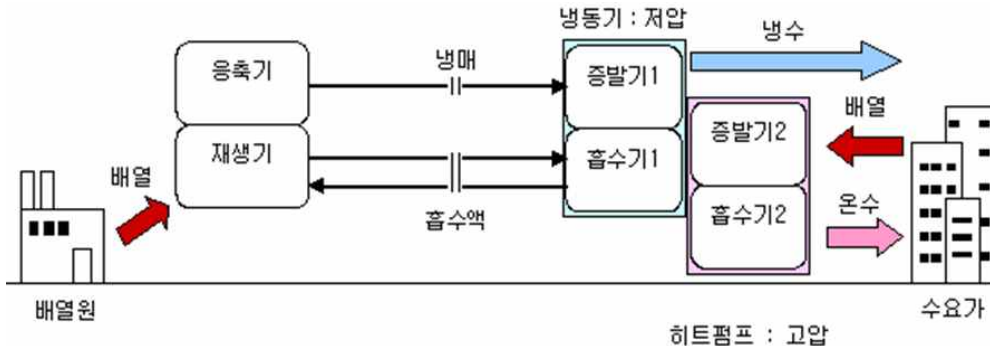 냉동기 : 저압
냉수
응축기
냉매
증발기1
배열
증발기2
재생기
흡수기1
배열
온수
흡수액
흡수기2
배열원
수요가
히트펌프 : 고압